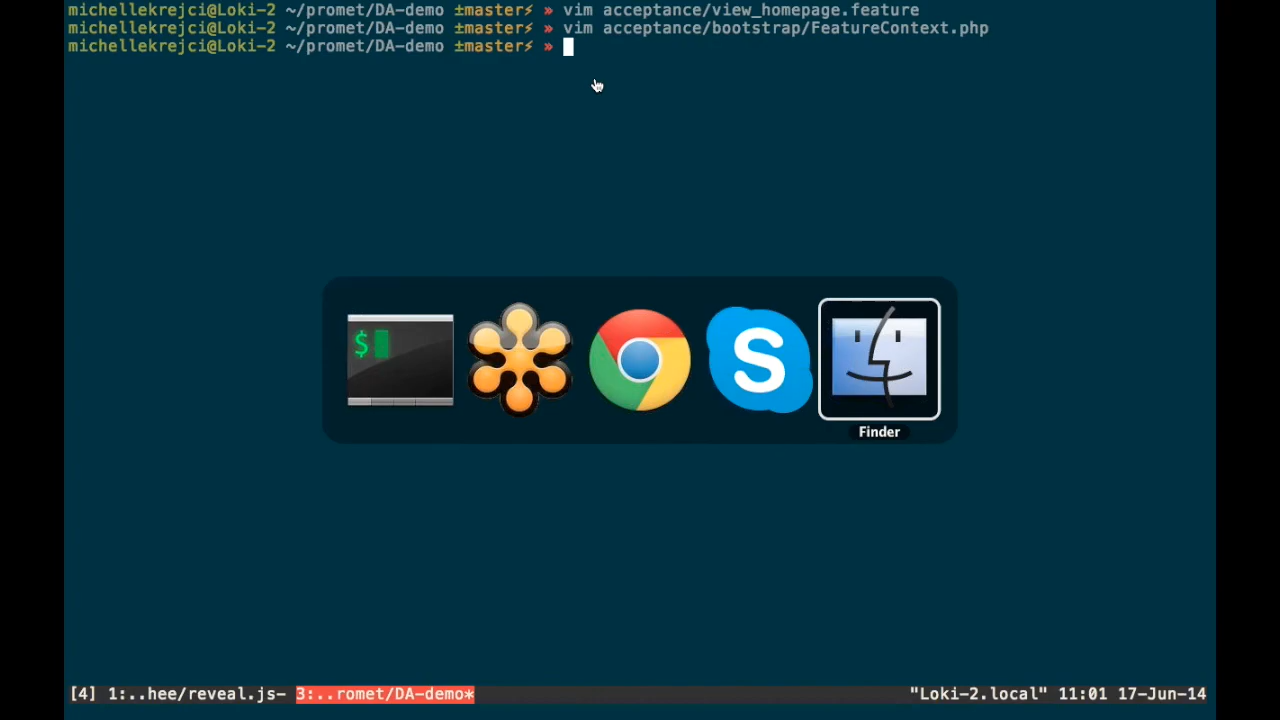 michellekrejci@Loki-2 ~/promet/DA-demo ±master⚡ » vim acceptance/view_homepage.feature
michellekrejci@Loki-2 ~/promet/DA-demo ±master⚡ » vim acceptance/bootstrap/FeatureContext.php
michellekrejci@Loki-2 ~/promet/DA-demo ±master⚡ »
$
S
Finder
[4] 1:..hee/reveal.js- 3:..romet/DA-demo* "Loki-2.local" 11:01 17-Jun-14